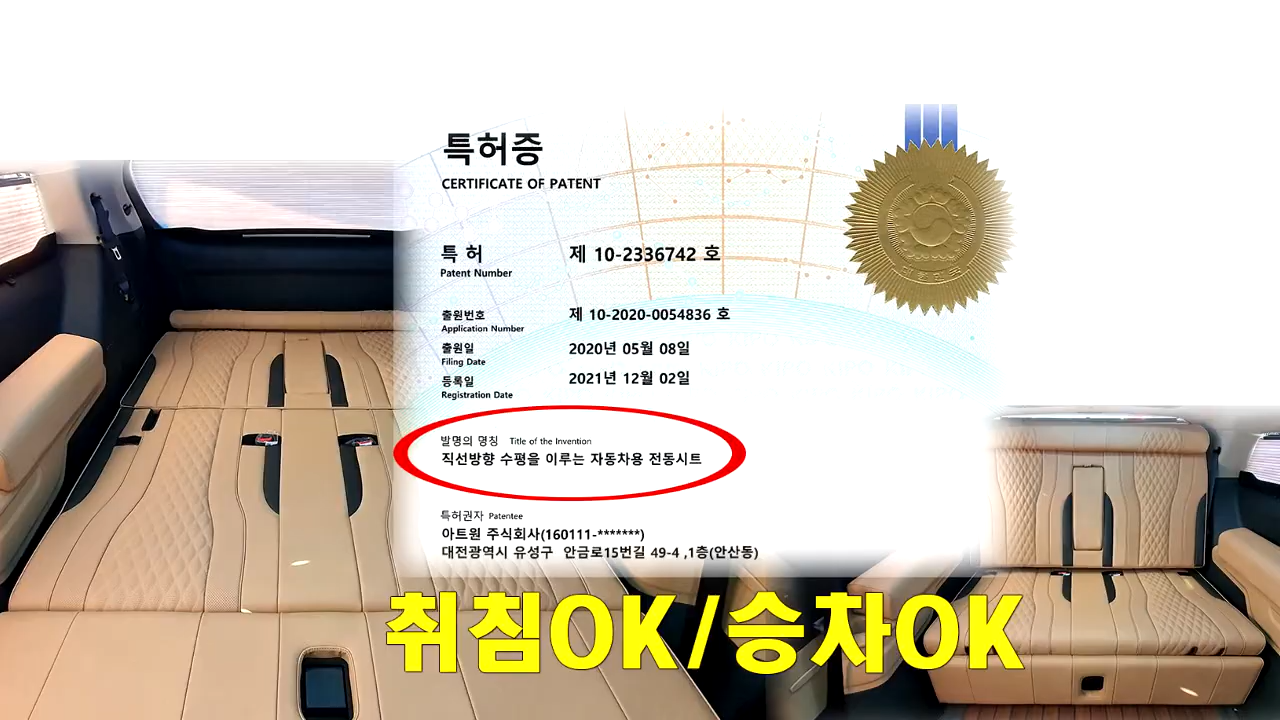 특허증
CERTIFICATE OF PATENT
특 허 제 10-2336742 호
Patent Number
출원번호 제 10-2020-0054836 호
Application Number
출원일 2020년 05월 08일
Filing Date
등록일 2021년 12월 02일
Registration Date
발명의 명칭 Title of the Invention
직선방향 수평을 이루는 자동차용 전동시트
특허권자 Patentee
아트원 주식회사(160111-*******)
대전광역시 유성구 안금로15번길 49-4 ,1층(안산동)
대한민국
취침OK/승차OK